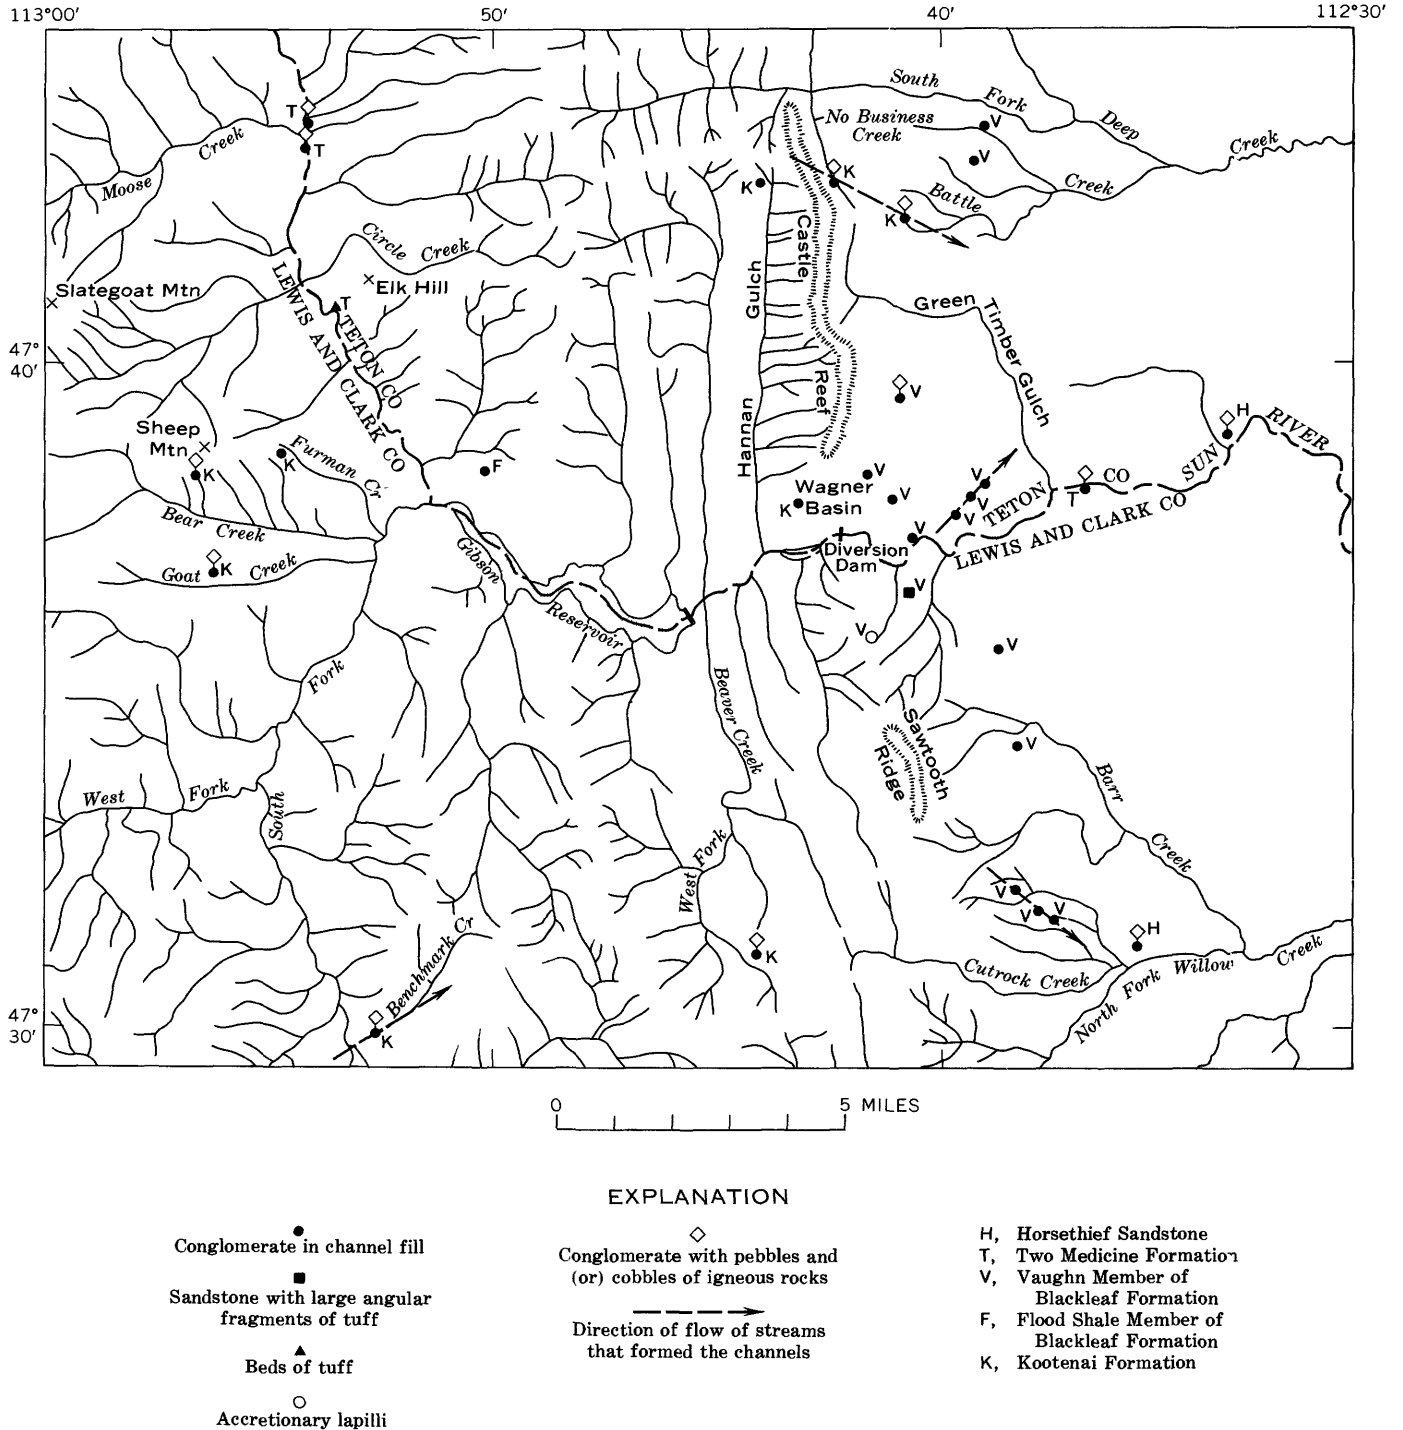 113°00′
50′
40′
112°30′
South
Fork
Deep
Creek
No Business
Creek
V
V
T
T
Creek
Moose
K
K
K
Battle
Creek
Circle
Creek
Castle
Slategoat Mtn
Elk Hill
T
Gulch
Green
Timber
Gulch
LEWIS AND CLARK CO
TETON CO
47°
40′
Reef
V
H
RIVER
SUN
Sheep
Mtn
K
K
Furman Cr
F
Hannan
V
Wagner
Basin
K
V
V
V
V
V
TETON
CO
T
LEWIS AND CLARK CO
Bear
Creek
Gibson
Reservoir
Diversion
Dam
Goat
Creek
K
V
V
V
Fork
Beaver Creek
Sawtooth
Ridge
V
Barr
Creek
West
Fork
South
West
Fork
V
V
V
H
K
Benchmark Cr
K
Cutrock Creek
North
Fork
Willow
Creek
47°
30′
0
5 MILES
EXPLANATION
Conglomerate in channel fill
Sandstone with large angular
fragments of tuff
Beds of tuff
Accretionary lapilli
Conglomerate with pebbles and
(or) cobbles of igneous rocks
Direction of flow of streams
that formed the channels
H, Horsethief Sandstone
T, Two Medicine Formation
V, Vaughn Member of
Blackleaf Formation
F, Flood Shale Member of
Blackleaf Formation
K, Kootenai Formation